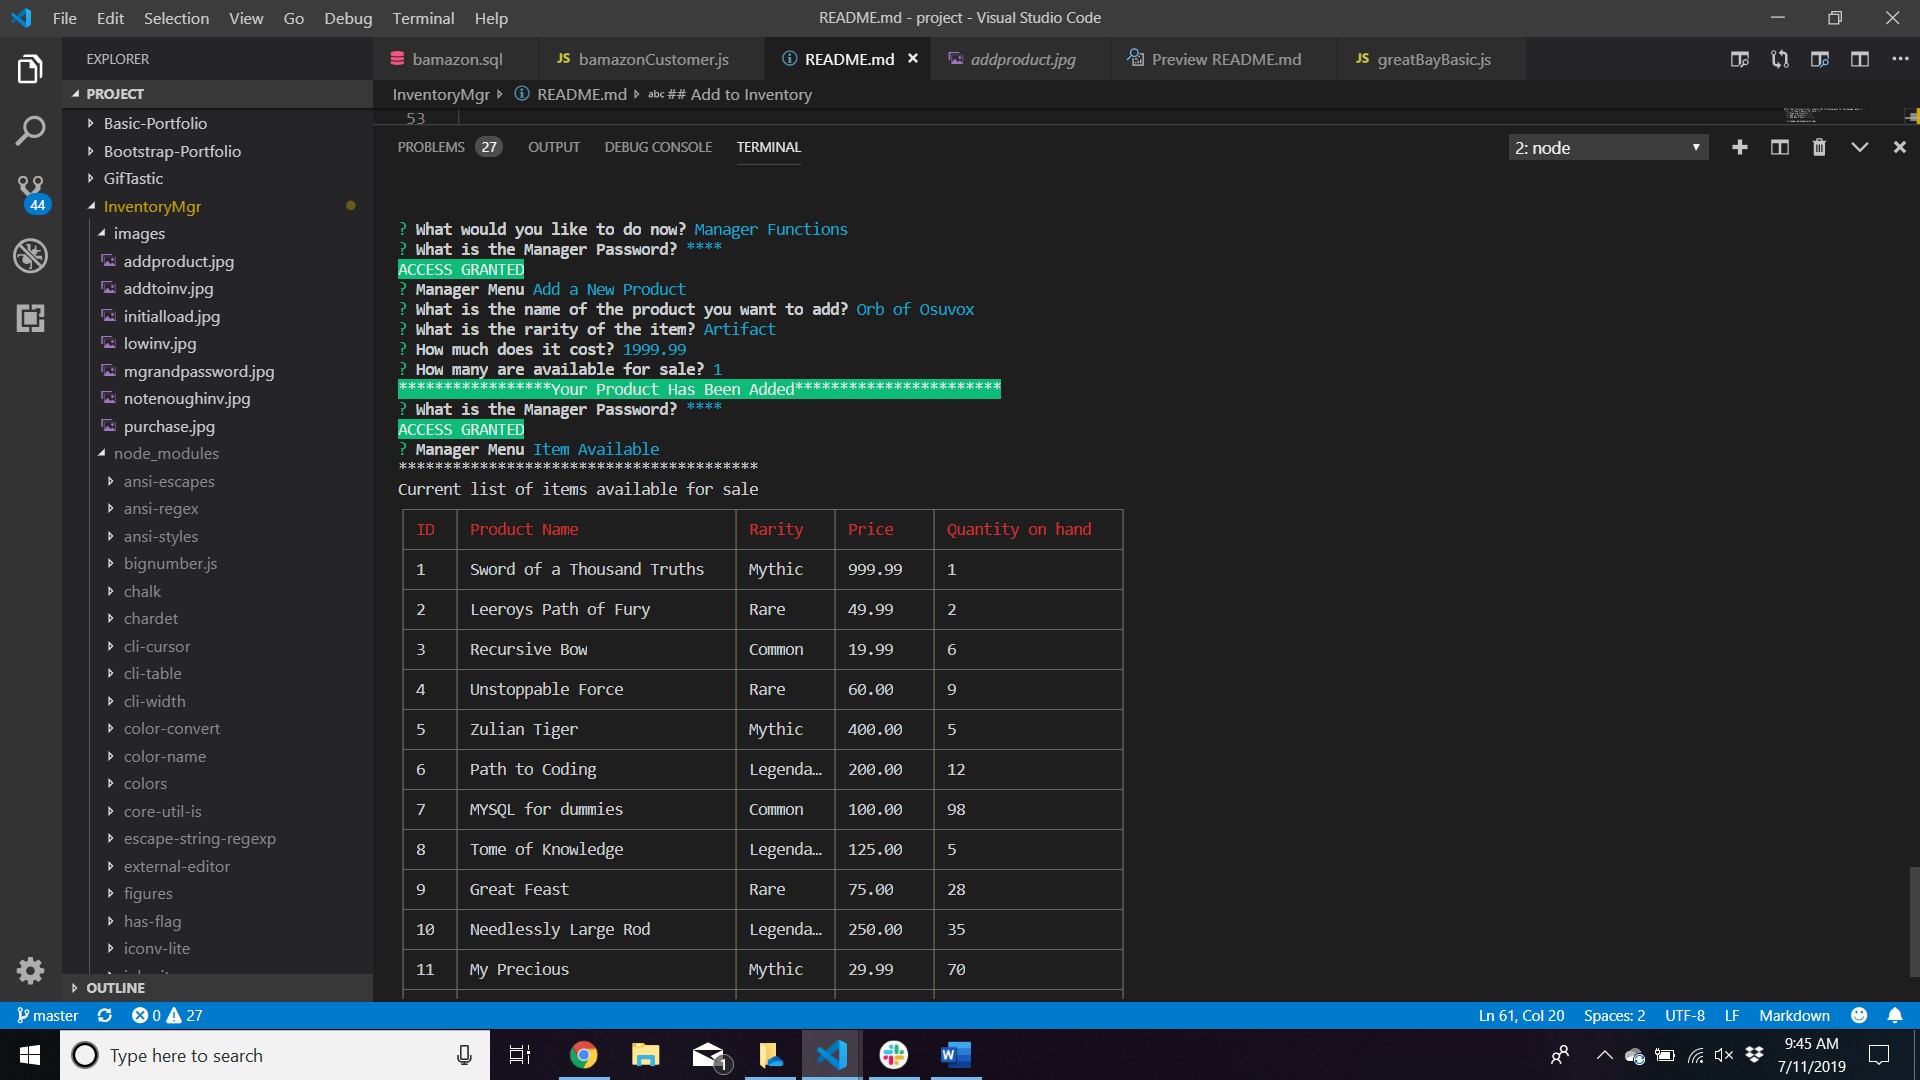 File Edit Selection View Go Debug Terminal Help
README.md - project - Visual Studio Code
EXPLORER
bamazon.sql
JS bamazonCustomer.js
README.md
addproduct.jpg
Preview README.md
JS greatBayBasic.js
PROJECT
InventoryMgr README.md abc ## Add to Inventory
53
Basic-Portfolio
Bootstrap-Portfolio
GifTastic
InventoryMgr
images
addproduct.jpg
addtoinv.jpg
initialload.jpg
lowinv.jpg
mgrandpassword.jpg
notenoughinv.jpg
purchase.jpg
node_modules
ansi-escapes
ansi-regex
ansi-styles
bignumber.js
chalk
chardet
cli-cursor
cli-table
cli-width
color-convert
color-name
colors
core-util-is
escape-string-regexp
external-editor
figures
has-flag
iconv-lite
OUTLINE
44
PROBLEMS 27 OUTPUT DEBUG CONSOLE TERMINAL
2: node
? What would you like to do now? Manager Functions
? What is the Manager Password? ****
ACCESS GRANTED
? Manager Menu Add a New Product
? What is the name of the product you want to add? Orb of Osuvox
? What is the rarity of the item? Artifact
? How much does it cost? 1999.99
? How many are available for sale? 1
*****************Your Product Has Been Added***********************
? What is the Manager Password? ****
ACCESS GRANTED
? Manager Menu Item Available
****************************************
Current list of items available for sale
ID Product Name Rarity Price Quantity on hand
1 Sword of a Thousand Truths Mythic 999.99 1
2 Leeroys Path of Fury Rare 49.99 2
3 Recursive Bow Common 19.99 6
4 Unstoppable Force Rare 60.00 9
5 Zulian Tiger Mythic 400.00 5
6 Path to Coding Legenda… 200.00 12
7 MYSQL for dummies Common 100.00 98
8 Tome of Knowledge Legenda… 125.00 5
9 Great Feast Rare 75.00 28
10 Needlessly Large Rod Legenda… 250.00 35
11 My Precious Mythic 29.99 70
master 0 27
Ln 61, Col 20 Spaces: 2 UTF-8 LF Markdown
Type here to search
1
9:45 AM
7/11/2019